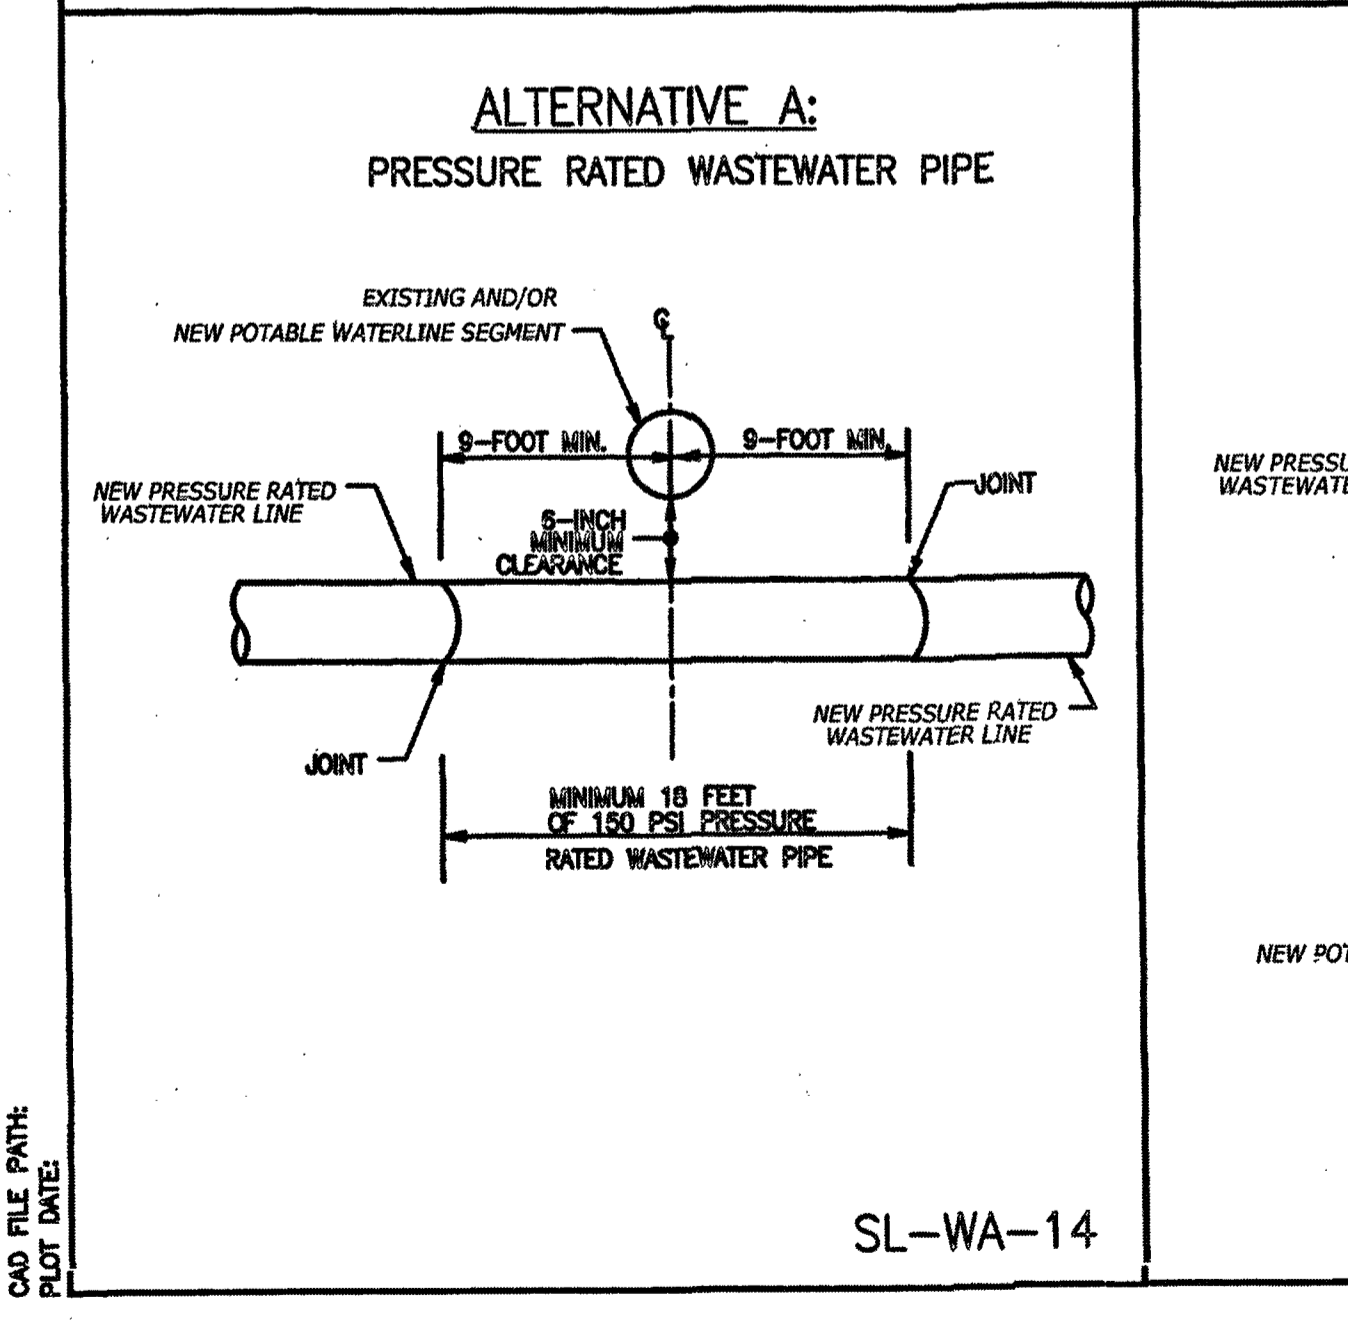 ALTERNATIVE A:
PRESSURE RATED WASTEWATER PIPE
EXISTING AND/OR
NEW POTABLE WATERLINE SEGMENT
℄
9-FOOT MIN.
9-FOOT MIN.
NEW PRESSURE RATED
WASTEWATER LINE
JOINT
6-INCH
MINIMUM
CLEARANCE
NEW PRESSURE RATED
WASTEWATER LINE
JOINT
MINIMUM 18 FEET
OF 150 PSI PRESSURE
RATED WASTEWATER PIPE
SL-WA-14
NEW PRESSU
WASTEWATE
NEW POT
CAD FILE PATH:
PLOT DATE: